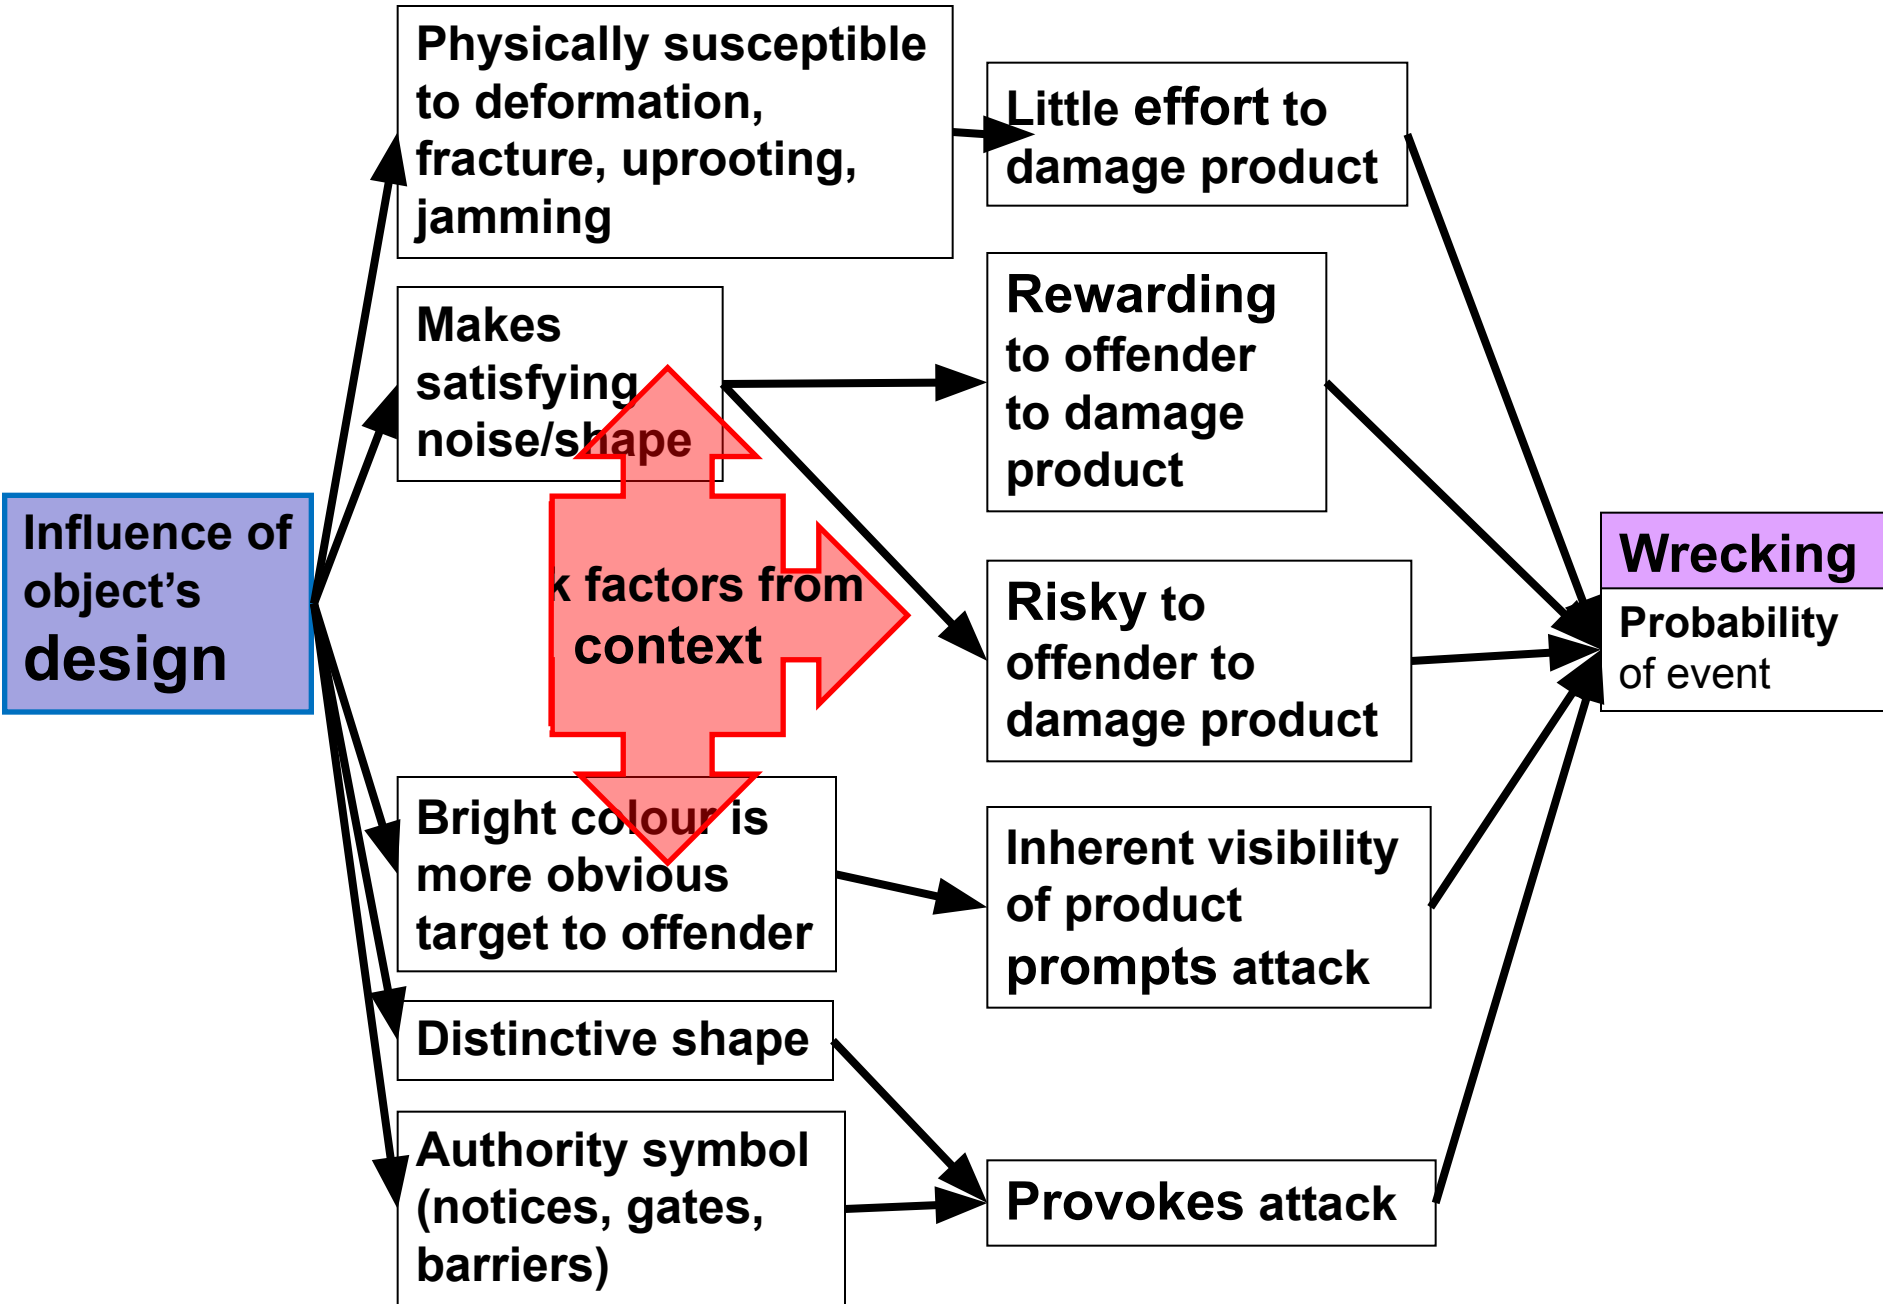 Influence of
object’s
design
Physically susceptible
to deformation,
fracture, uprooting,
jamming
Makes
satisfying
noise/shape
k factors from
context
Bright colour is
more obvious
target to offender
Distinctive shape
Authority symbol
(notices, gates,
barriers)
Little effort to
damage product
Rewarding
to offender
to damage
product
Risky to
offender to
damage product
Inherent visibility
of product
prompts attack
Provokes attack
Wrecking
Probability
of event